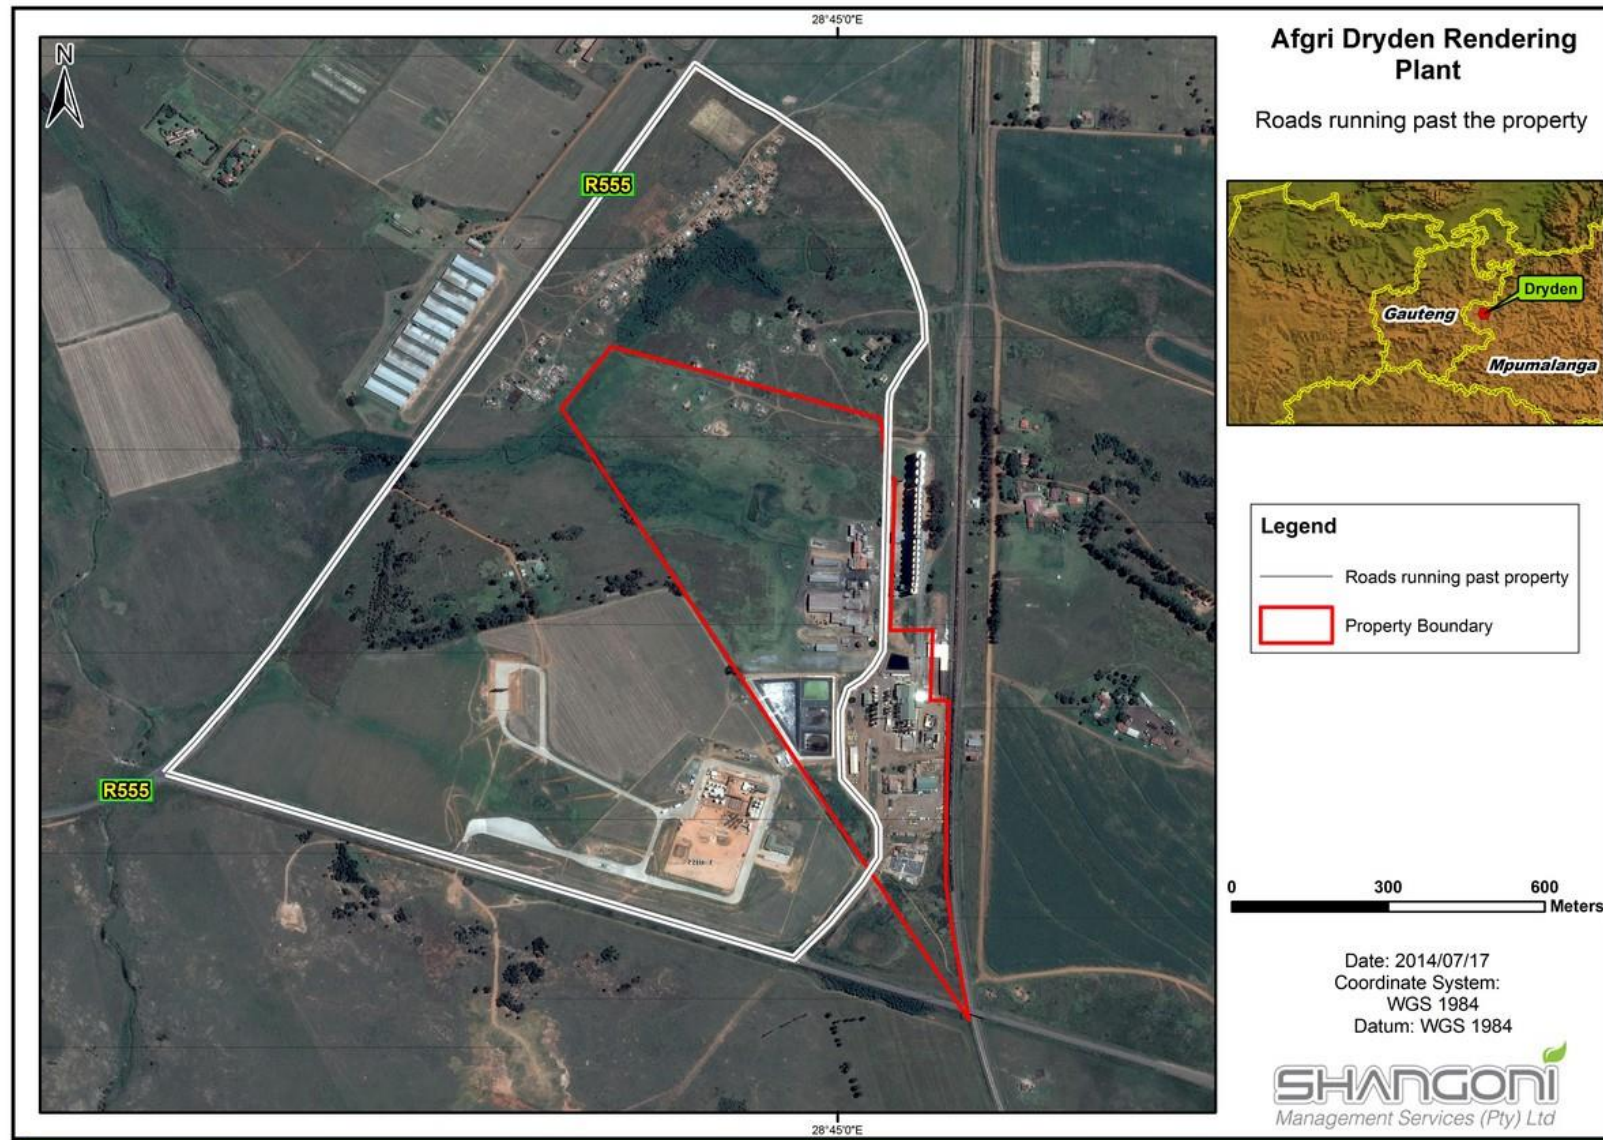 28°45'0"E
N
R555
R555
28°45'0"E
Afgri Dryden Rendering
Plant
Roads running past the property
Dryden
Gauteng
Mpumalanga
Legend
Roads running past property
Property Boundary
0 300 600
Meters
Date: 2014/07/17
Coordinate System:
WGS 1984
Datum: WGS 1984
SHANGONI
Management Services (Pty) Ltd